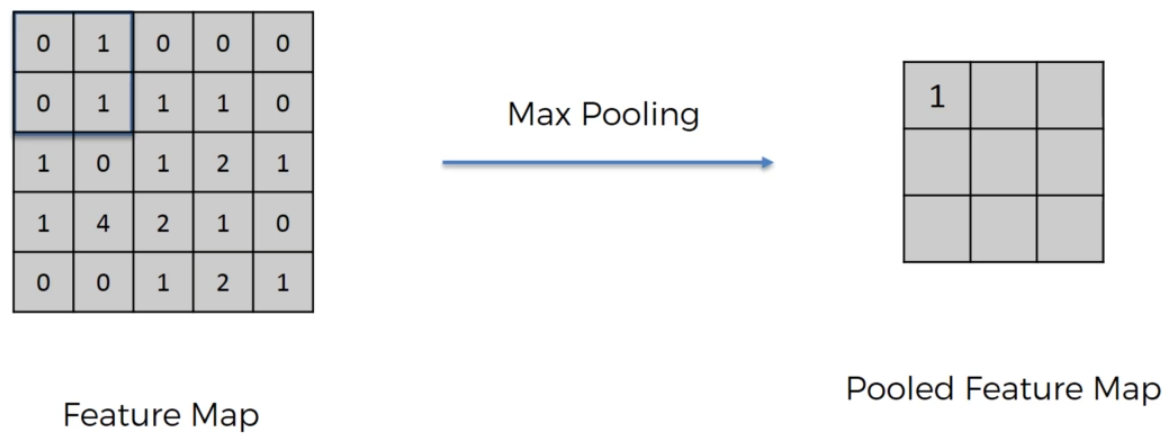 0 1 0 0 0
0 1 1 1 0
1 0 1 2 1
1 4 2 1 0
0 0 1 2 1
Feature Map
Max Pooling
1
Pooled Feature Map